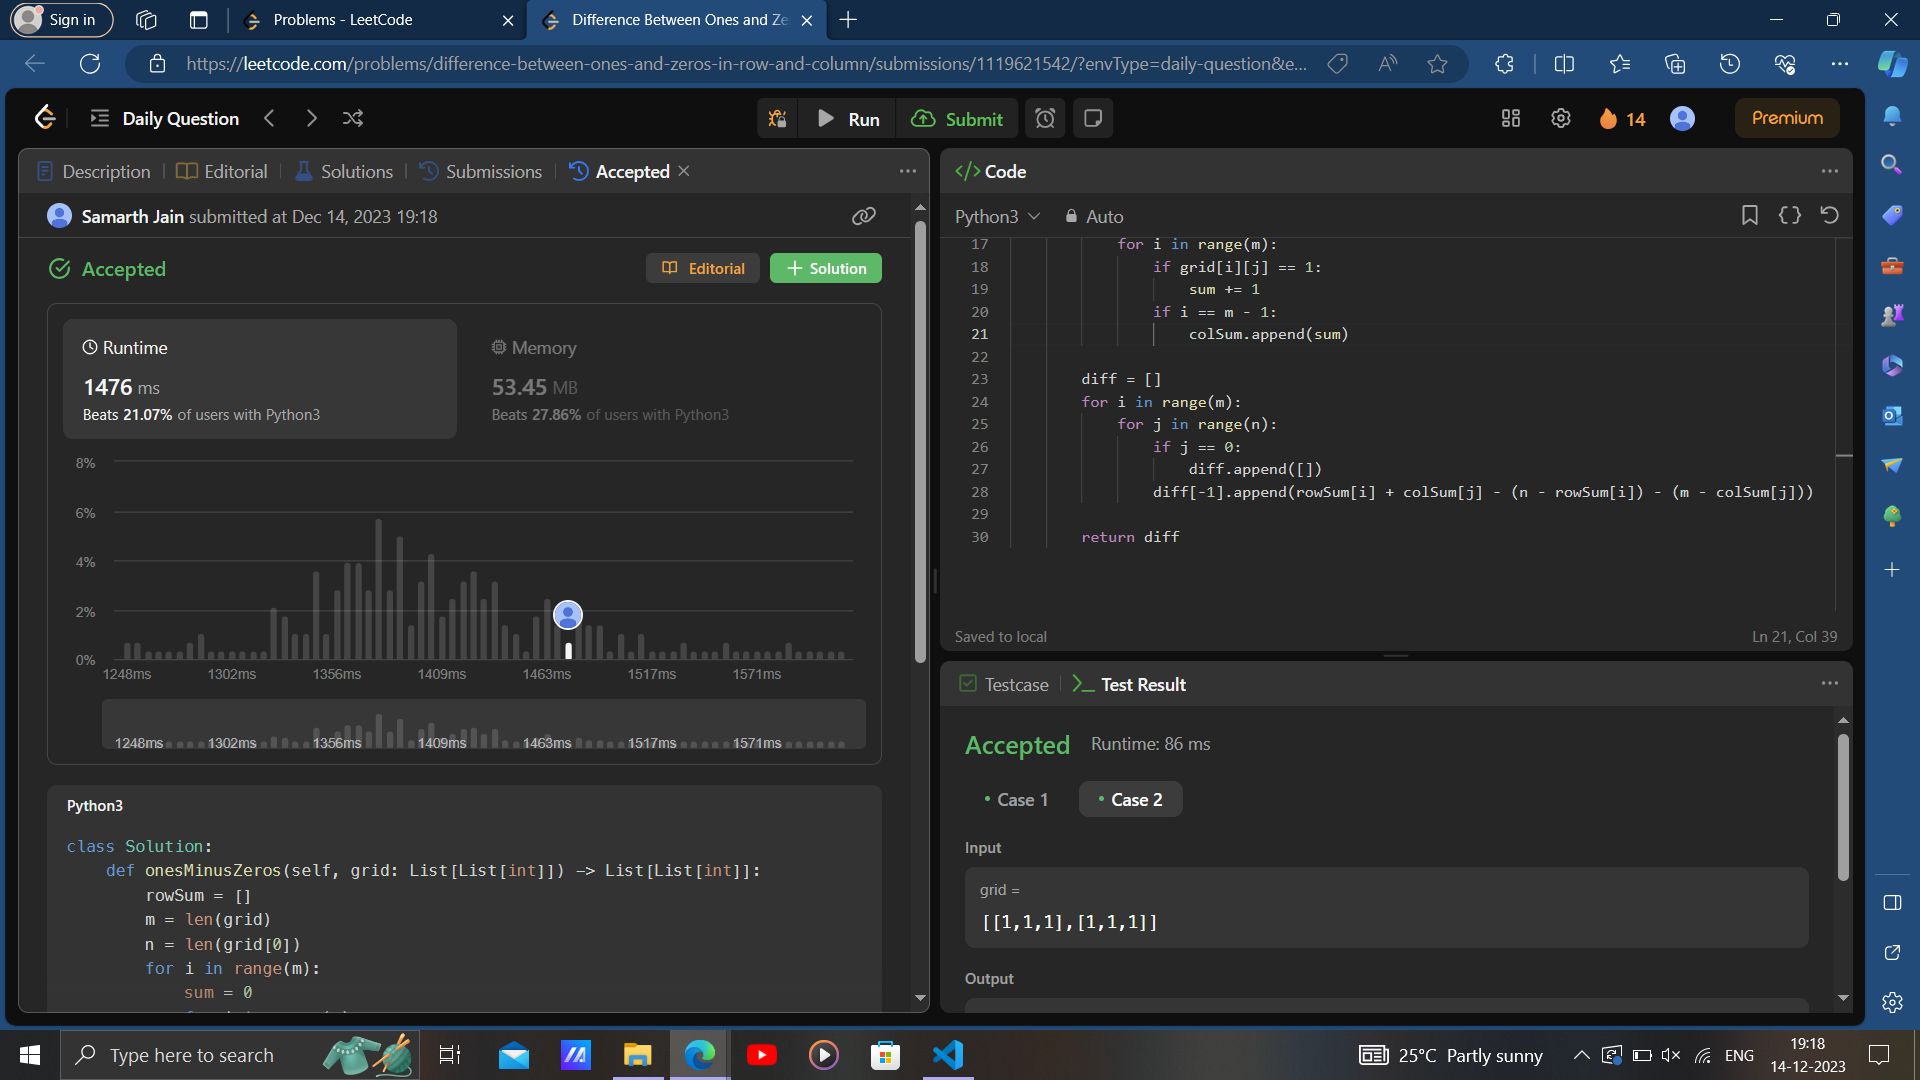 Sign in
Problems - LeetCode
Difference Between Ones and Ze
https://leetcode.com/problems/difference-between-ones-and-zeros-in-row-and-column/submissions/1119621542/?envType=daily-question&e...
Daily Question
Run
Submit
14
Premium
Description
Editorial
Solutions
Submissions
Accepted
Samarth Jain submitted at Dec 14, 2023 19:18
Accepted
Editorial
+ Solution
Runtime
1476 ms
Beats 21.07% of users with Python3
Memory
53.45 MB
Beats 27.86% of users with Python3
8%
6%
4%
2%
0%
1248ms 1302ms 1356ms 1409ms 1463ms 1517ms 1571ms
1248ms 1302ms 1356ms 1409ms 1463ms 1517ms 1571ms
Python3
class Solution:
def onesMinusZeros(self, grid: List[List[int]]) -> List[List[int]]:
rowSum = []
m = len(grid)
n = len(grid[0])
for i in range(m):
sum = 0
</> Code
Python3
Auto
17 for i in range(m):
18 if grid[i][j] == 1:
19 sum += 1
20 if i == m - 1:
21 colSum.append(sum)
22
23 diff = []
24 for i in range(m):
25 for j in range(n):
26 if j == 0:
27 diff.append([])
28 diff[-1].append(rowSum[i] + colSum[j] - (n - rowSum[i]) - (m - colSum[j]))
29
30 return diff
Saved to local
Ln 21, Col 39
Testcase
Test Result
Accepted
Runtime: 86 ms
Case 1
Case 2
Input
grid =
[[1,1,1],[1,1,1]]
Output
Type here to search
25°C Partly sunny
ENG
19:18
14-12-2023